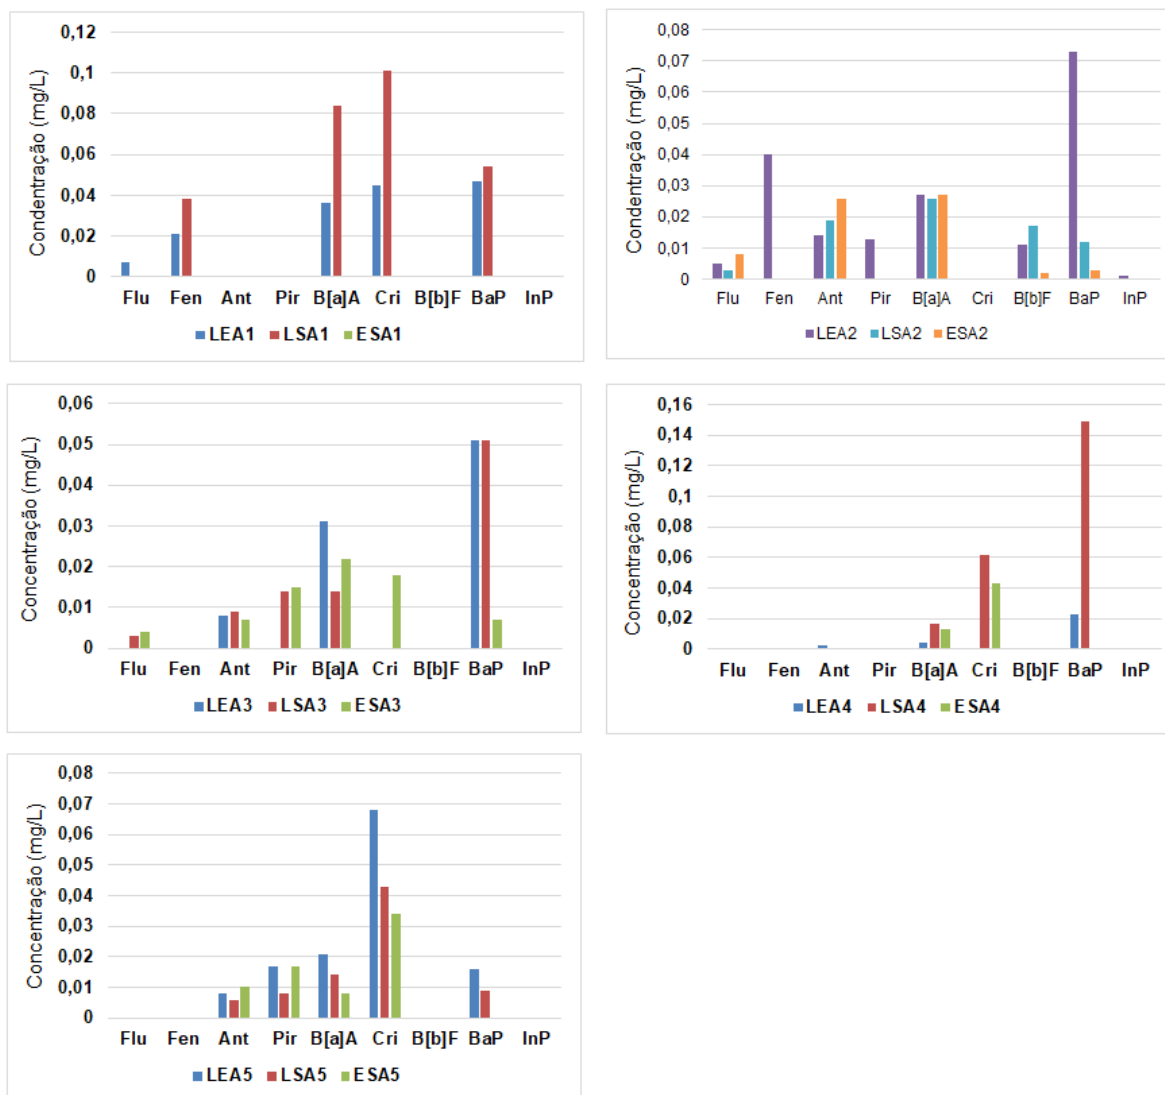 Condentração (mg/L)
0,12
0,1
0,08
0,06
0,04
0,02
0
Flu Fen Ant Pir B[a]A Cri B[b]F BaP InP
LEA1 LSA1 ESA1
Condentração (mg/L)
0,08
0,07
0,06
0,05
0,04
0,03
0,02
0,01
0
Flu Fen Ant Pir B[a]A Cri B[b]F BaP InP
LEA2 LSA2 ESA2
Concentração (mg/L)
0,06
0,05
0,04
0,03
0,02
0,01
0
Flu Fen Ant Pir B[a]A Cri B[b]F BaP InP
LEA3 LSA3 ESA3
Concentração (mg/L)
0,16
0,14
0,12
0,1
0,08
0,06
0,04
0,02
0
Flu Fen Ant Pir B[a]A Cri B[b]F BaP InP
LEA4 LSA4 ESA4
Concentração (mg/L)
0,08
0,07
0,06
0,05
0,04
0,03
0,02
0,01
0
Flu Fen Ant Pir B[a]A Cri B[b]F BaP InP
LEA5 LSA5 ESA5